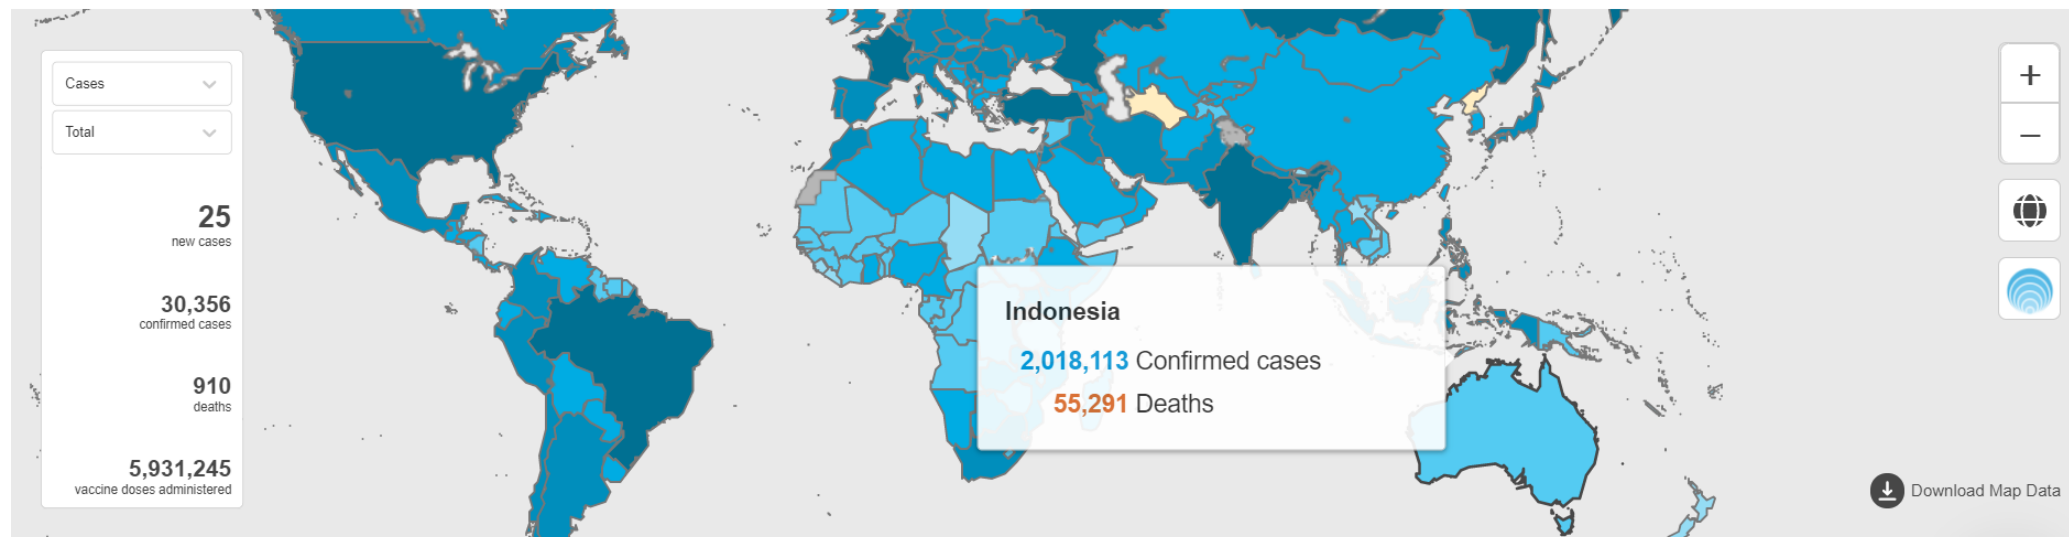 Cases
Total
25
new cases
30,356
confirmed cases
910
deaths
5,931,245
vaccine doses administered
Indonesia
2,018,113 Confirmed cases
55,291 Deaths
+
−
Download Map Data